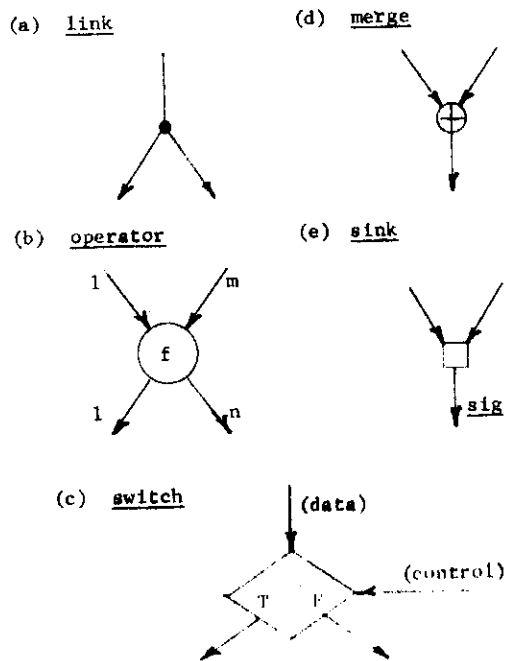 (a) link
(d) merge
(b) operator
(e) sink
1 m
f
1 n
sig
(c) switch
(data)
(control)
T F